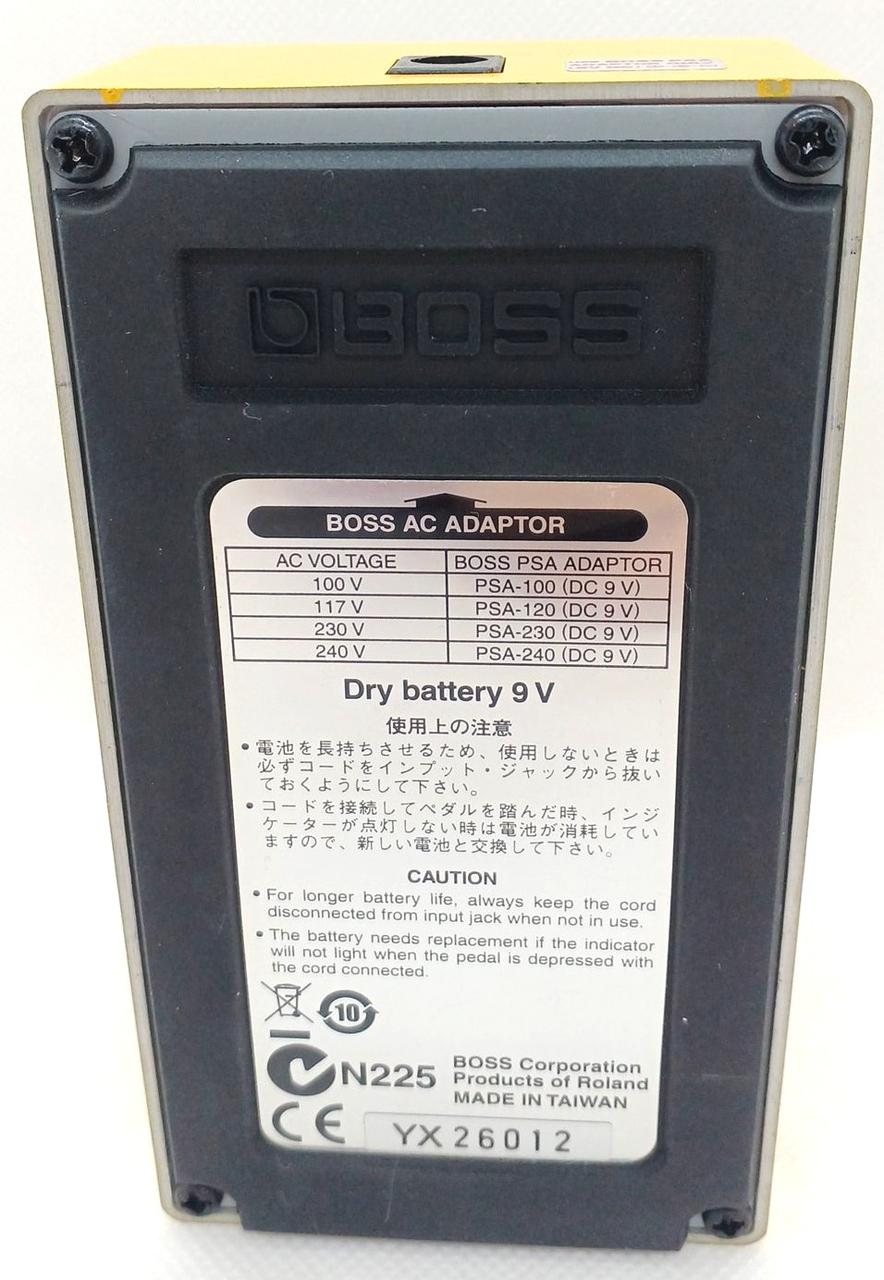 BOSS
BOSS AC ADAPTOR
AC VOLTAGE BOSS PSA ADAPTOR
100 V PSA-100 (DC 9 V)
117 V PSA-120 (DC 9 V)
230 V PSA-230 (DC 9 V)
240 V PSA-240 (DC 9 V)
Dry battery 9 V
使用上の注意
• 電池を長持ちさせるため、使用しないときは
必ずコードをインプット・ジャックから抜い
ておくようにして下さい。
• コードを接続してペダルを踏んだ時、インジ
ケーターが点灯しない時は電池が消耗してい
ますので、新しい電池と交換して下さい。
CAUTION
• For longer battery life, always keep the cord
disconnected from input jack when not in use.
• The battery needs replacement if the indicator
will not light when the pedal is depressed with
the cord connected.
10
N225
BOSS Corporation
Products of Roland
MADE IN TAIWAN
CE
YX26012